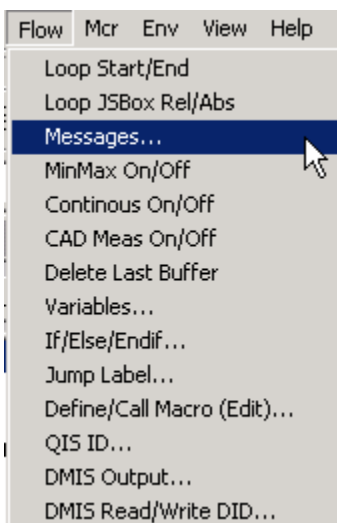 Flow Mcr Env View Help
Loop Start/End
Loop JSBox Rel/Abs
Messages...
MinMax On/Off
Continous On/Off
CAD Meas On/Off
Delete Last Buffer
Variables...
If/Else/Endif...
Jump Label...
Define/Call Macro (Edit)...
QIS ID...
DMIS Output...
DMIS Read/Write DID...